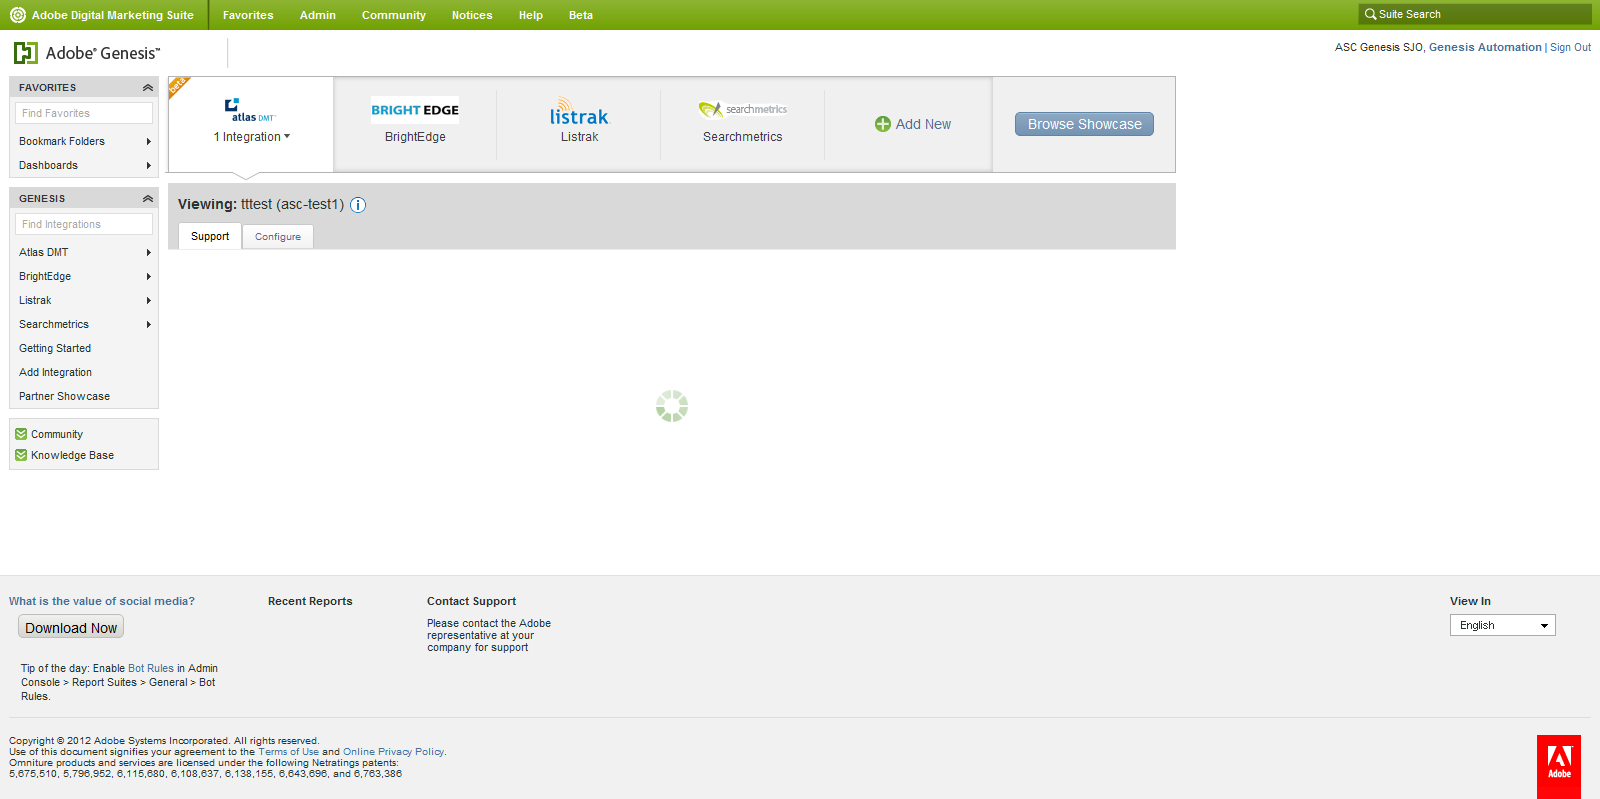 Adobe Digital Marketing Suite
Favorites
Admin
Community
Notices
Help
Beta
Suite Search
Adobe® Genesis™
ASC Genesis SJO, Genesis Automation | Sign Out
FAVORITES
Find Favorites
Bookmark Folders
Dashboards
GENESIS
Find Integrations
Atlas DMT
BrightEdge
Listrak
Searchmetrics
Getting Started
Add Integration
Partner Showcase
Community
Knowledge Base
beta
atlas DMT™
1 Integration
BRIGHT EDGE
BrightEdge
listrak
Listrak
searchmetrics
Searchmetrics
Add New
Browse Showcase
Viewing: tttest (asc-test1)
Support
Configure
What is the value of social media?
Download Now
Tip of the day: Enable Bot Rules in Admin
Console > Report Suites > General > Bot
Rules.
Recent Reports
Contact Support
Please contact the Adobe
representative at your
company for support
View In
English
Copyright © 2012 Adobe Systems Incorporated. All rights reserved.
Use of this document signifies your agreement to the Terms of Use and Online Privacy Policy.
Omniture products and services are licensed under the following Netratings patents:
5,675,510, 5,796,952, 6,115,680, 6,108,637, 6,138,155, 6,643,696, and 6,763,386
Adobe